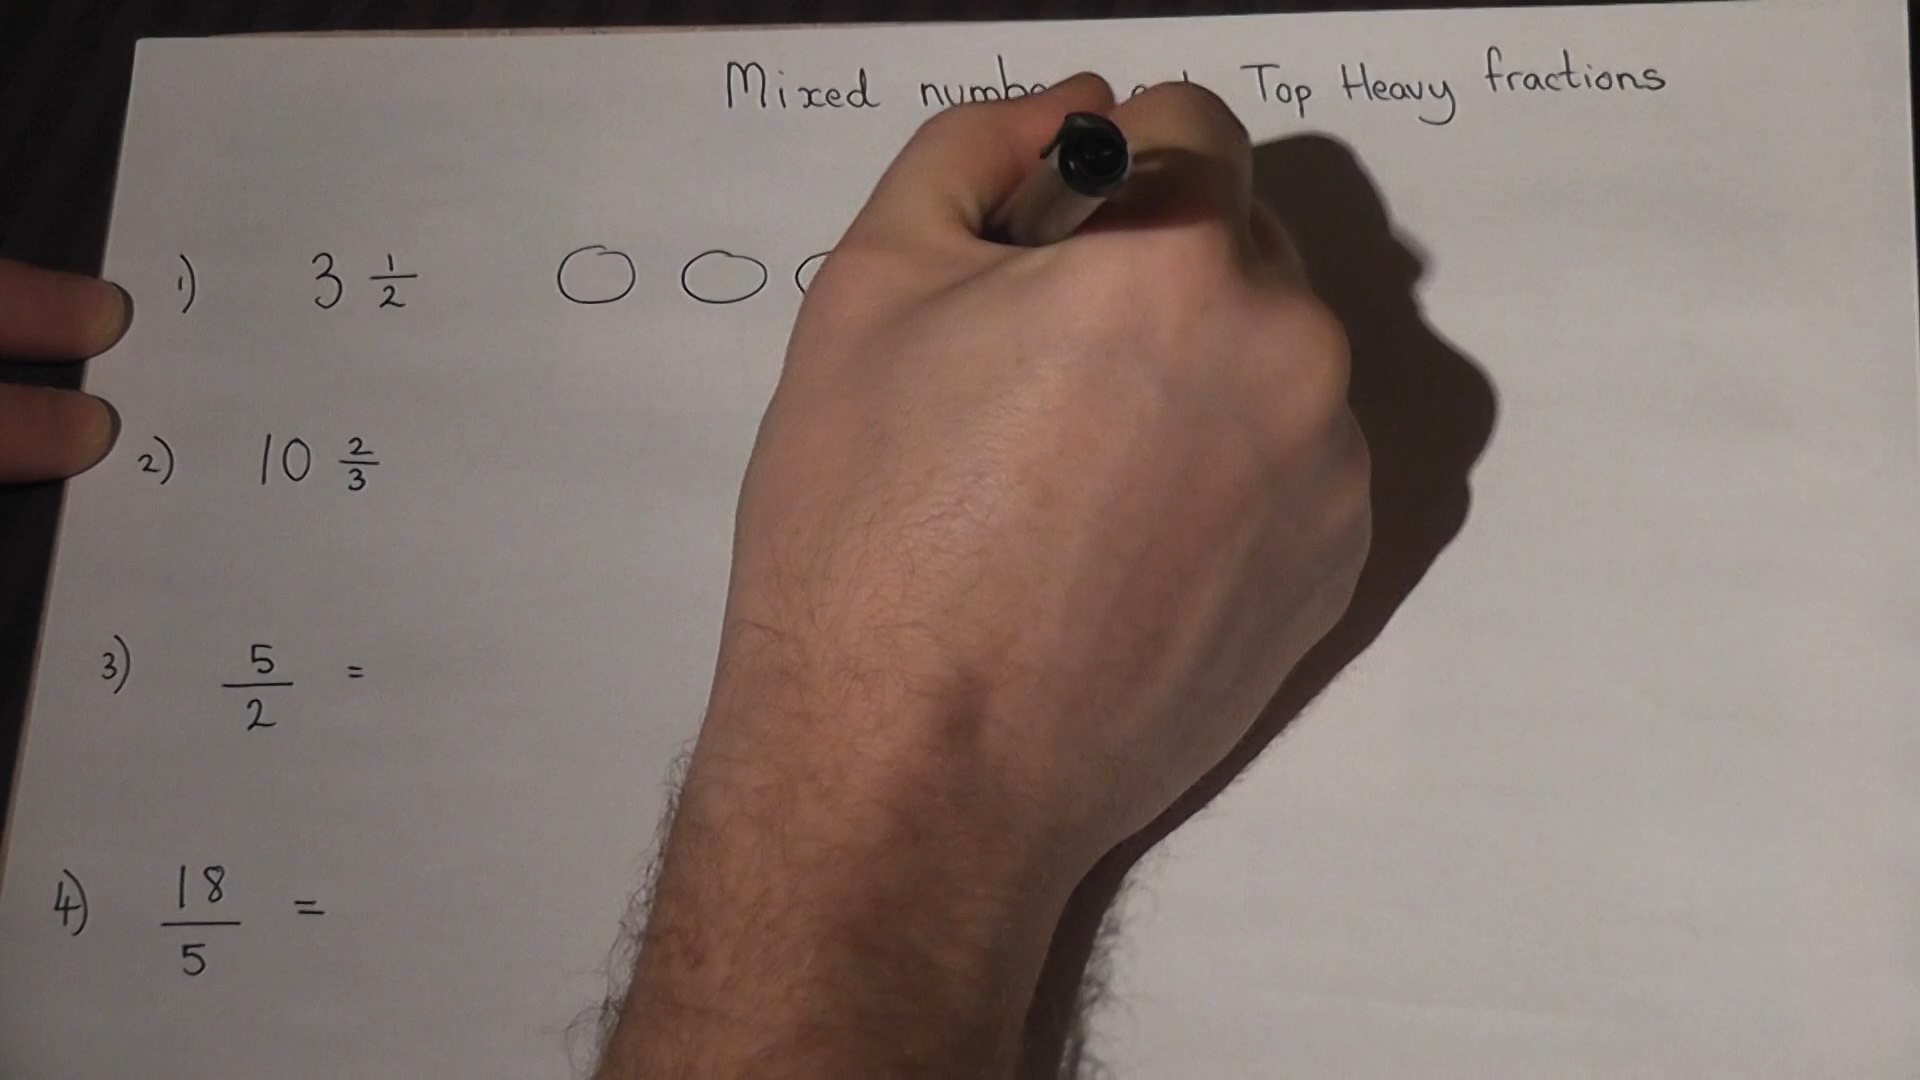 Mixed Top Heavy fractions
1) 3 1/2
2) 10 2/3
3) 5/2 =
4) 18/5 =